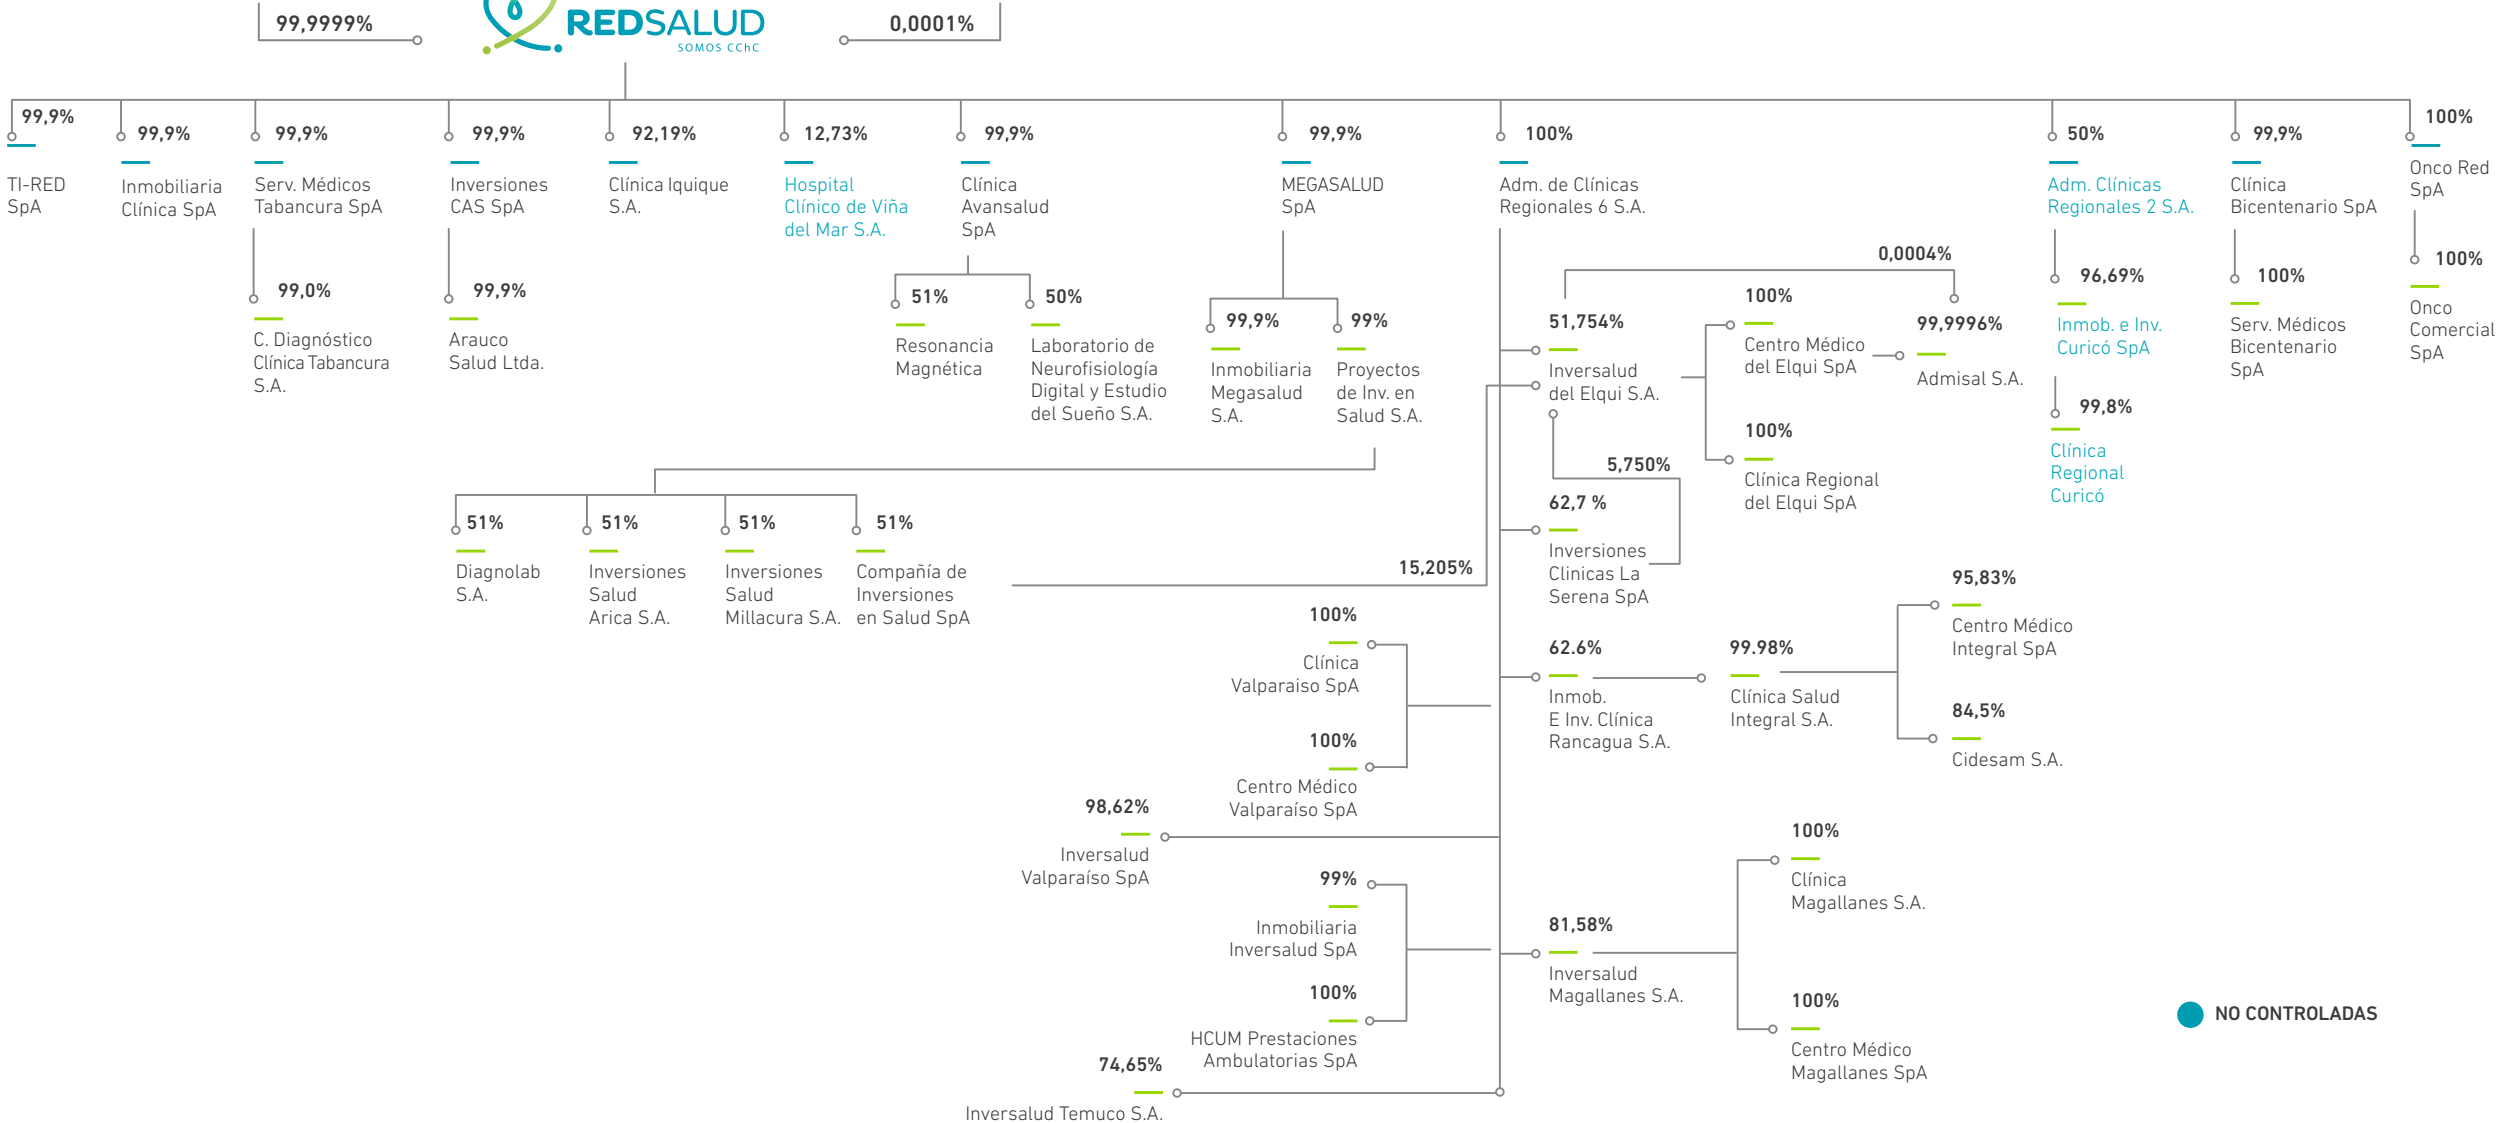 99,9999%
REDSALUD
SOMOS CChC
0,0001%
99,9%
TI-RED
SpA
99,9%
Inmobiliaria
Clínica SpA
99,9%
Serv. Médicos
Tabancura SpA
99,0%
C. Diagnóstico
Clínica Tabancura
S.A.
99,9%
Inversiones
CAS SpA
99,9%
Arauco
Salud Ltda.
92,19%
Clínica Iquique
S.A.
12,73%
Hospital
Clínico de Viña
del Mar S.A.
99,9%
Clínica
Avansalud
SpA
51%
Resonancia
Magnética
50%
Laboratorio de
Neurofisiología
Digital y Estudio
del Sueño S.A.
99,9%
MEGASALUD
SpA
99,9%
Inmobiliaria
Megasalud
S.A.
99%
Proyectos
de Inv. en
Salud S.A.
51%
Diagnolab
S.A.
51%
Inversiones
Salud
Arica S.A.
51%
Inversiones
Salud
Millacura S.A.
51%
Compañía de
Inversiones
en Salud SpA
15,205%
100%
Adm. de Clínicas
Regionales 6 S.A.
0,0004%
51,754%
Inversalud
del Elqui S.A.
100%
Centro Médico
del Elqui SpA
99,9996%
Admisal S.A.
100%
Clínica Regional
del Elqui SpA
5,750%
62,7 %
Inversiones
Clinicas La
Serena SpA
62.6%
Inmob.
E Inv. Clínica
Rancagua S.A.
99.98%
Clínica Salud
Integral S.A.
95,83%
Centro Médico
Integral SpA
84,5%
Cidesam S.A.
100%
Clínica
Valparaiso SpA
100%
Centro Médico
Valparaíso SpA
98,62%
Inversalud
Valparaíso SpA
99%
Inmobiliaria
Inversalud SpA
100%
HCUM Prestaciones
Ambulatorias SpA
74,65%
Inversalud Temuco S.A.
81,58%
Inversalud
Magallanes S.A.
100%
Clínica
Magallanes S.A.
100%
Centro Médico
Magallanes SpA
50%
Adm. Clínicas
Regionales 2 S.A.
96,69%
Inmob. e Inv.
Curicó SpA
99,8%
Clínica
Regional
Curicó
99,9%
Clínica
Bicentenario SpA
100%
Serv. Médicos
Bicentenario
SpA
100%
Onco Red
SpA
100%
Onco
Comercial
SpA
NO CONTROLADAS